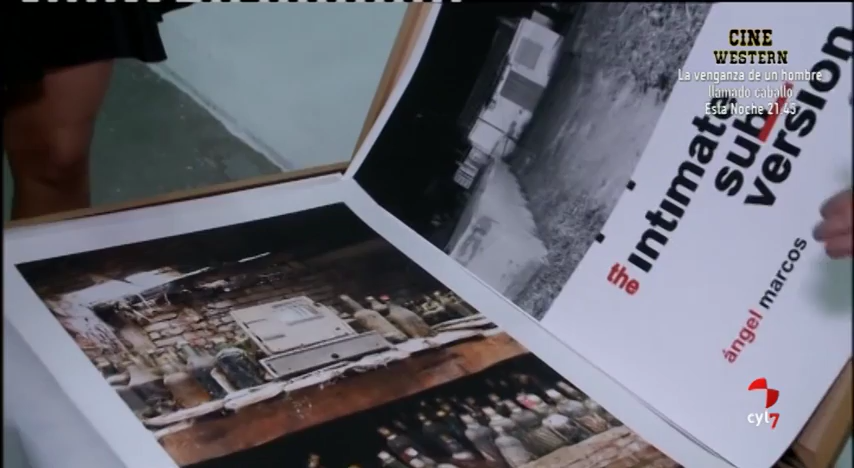 CINE
WESTERN
La venganza de un hombre
llamado caballo
Esta Noche 21.45
the intimate
sub
version
ángel marcos
cyl7